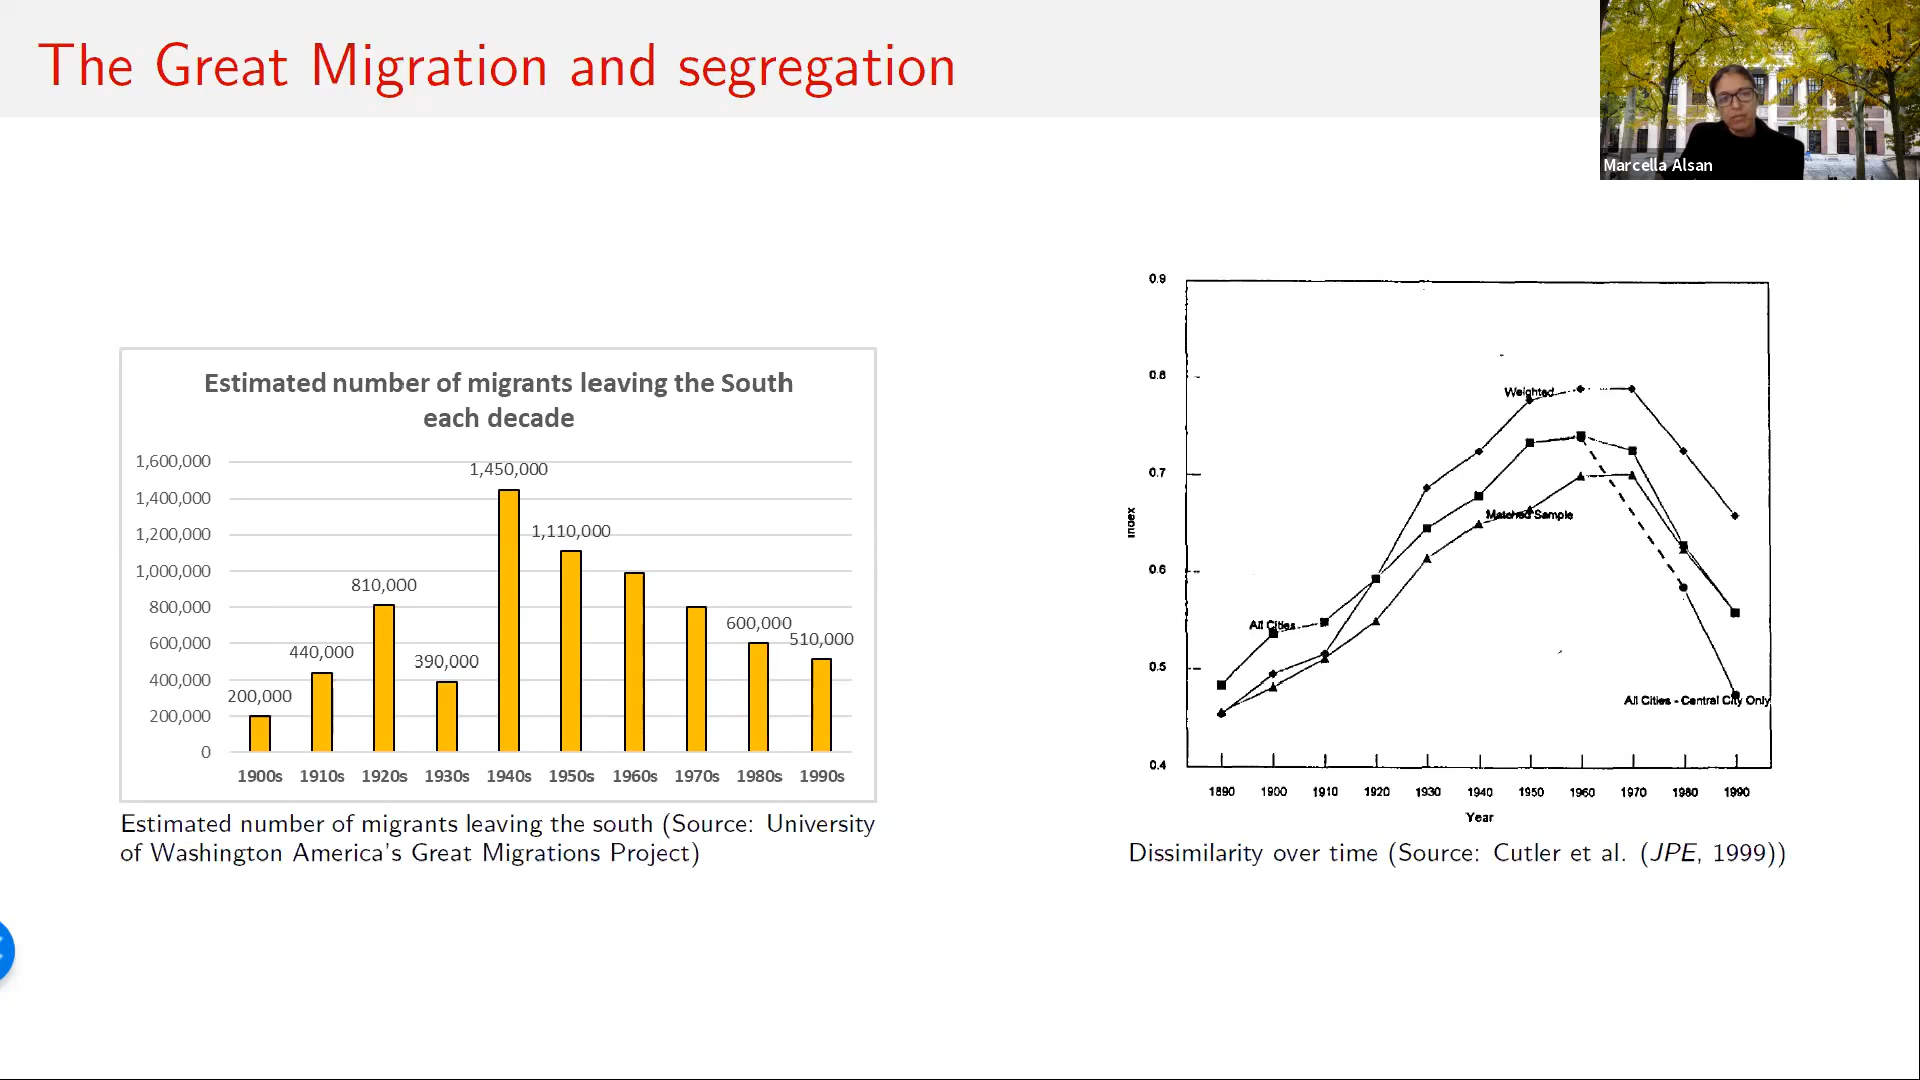 The Great Migration and segregation
Marcella Alsan
Estimated number of migrants leaving the South
each decade
1,600,000
1,400,000
1,200,000
1,000,000
800,000
600,000
400,000
200,000
0
200,000
440,000
810,000
390,000
1,450,000
1,110,000
600,000
510,000
1900s 1910s 1920s 1930s 1940s 1950s 1960s 1970s 1980s 1990s
Estimated number of migrants leaving the south (Source: University
of Washington America's Great Migrations Project)
0.9
0.8
0.7
0.6
0.5
0.4
Index
Weighted
Matched Sample
All Cities
All Cities - Central City Only
1890 1900 1910 1920 1930 1940 1950 1960 1970 1980 1990
Year
Dissimilarity over time (Source: Cutler et al. (JPE, 1999))